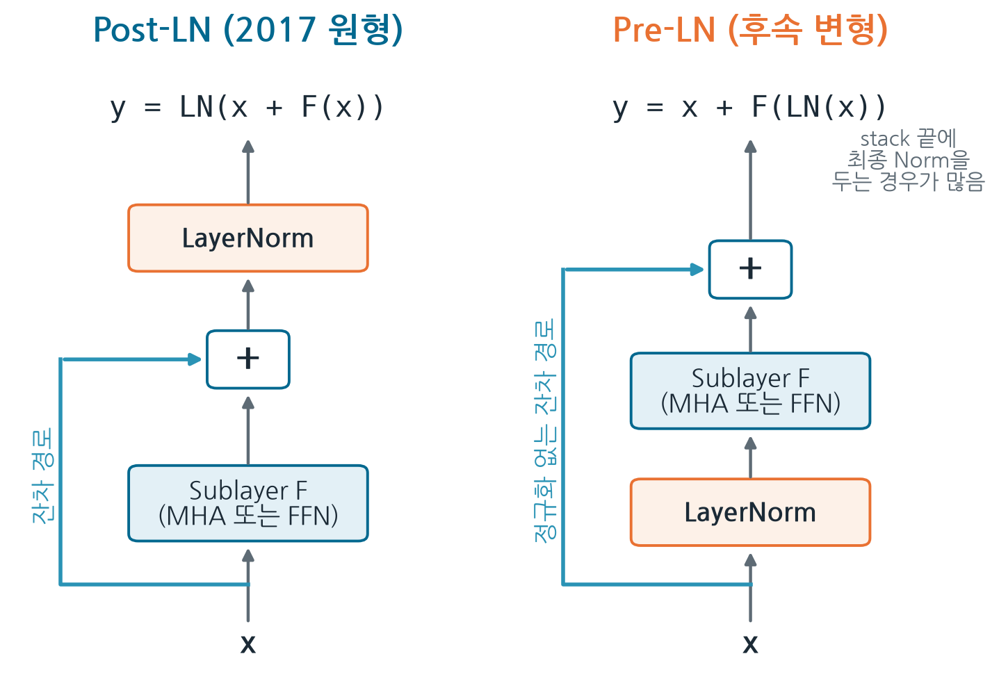 Post-LN (2017 원형)
y = LN(x + F(x))
LayerNorm
+
잔차 경로
Sublayer F
(MHA 또는 FFN)
x
Pre-LN (후속 변형)
y = x + F(LN(x))
stack 끝에
최종 Norm을
두는 경우가 많음
+
정규화 없는 잔차 경로
Sublayer F
(MHA 또는 FFN)
LayerNorm
x